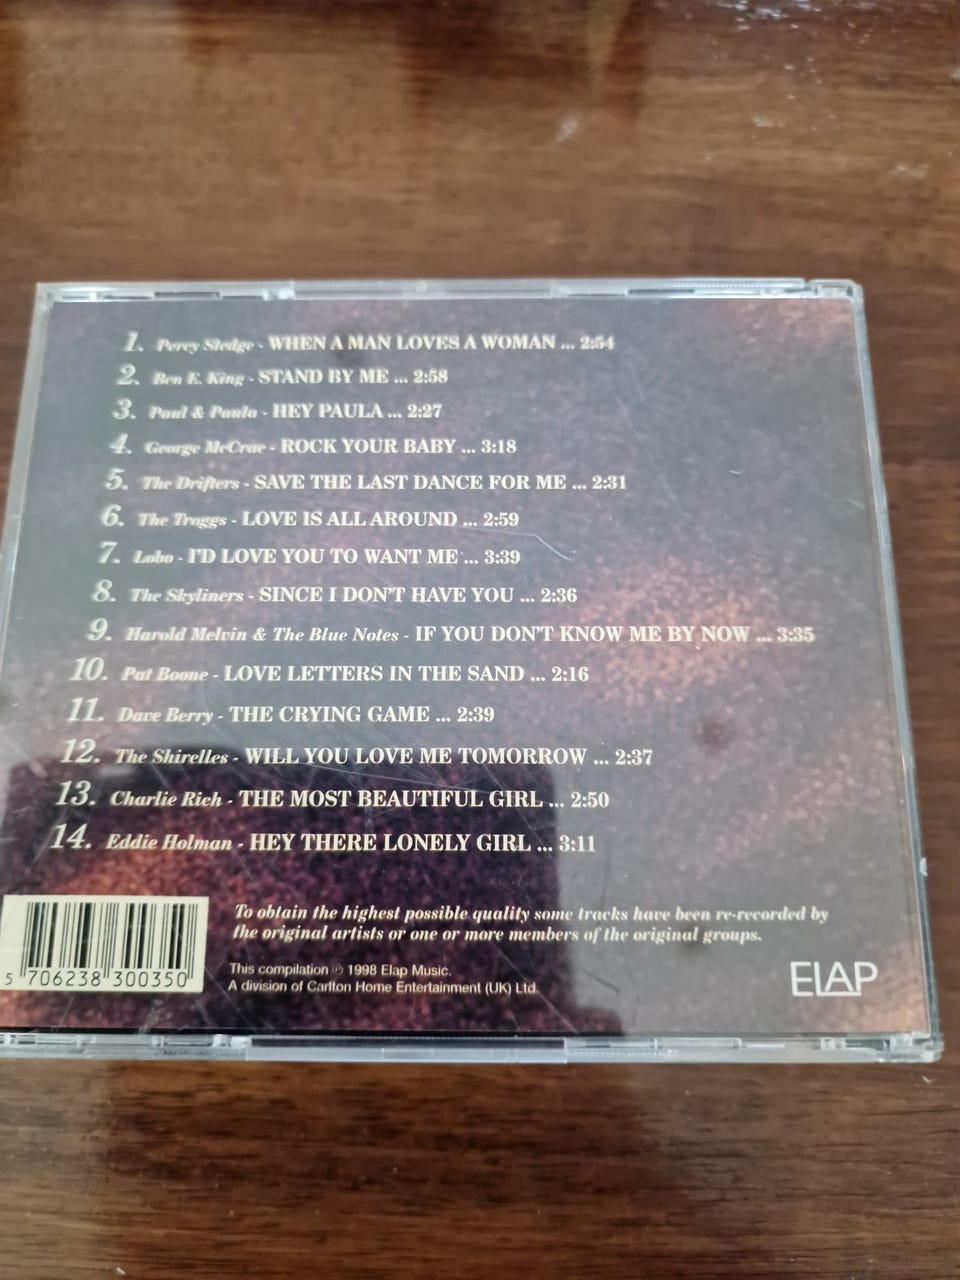 1. Percy Sledge - WHEN A MAN LOVES A WOMAN ... 2:54
2. Ben E. King - STAND BY ME ... 2:58
3. Paul & Paula - HEY PAULA ... 2:27
4. George McCrae - ROCK YOUR BABY ... 3:18
5. The Drifters - SAVE THE LAST DANCE FOR ME ... 2:31
6. The Troggs - LOVE IS ALL AROUND ... 2:59
7. Lobo - I'D LOVE YOU TO WANT ME ... 3:39
8. The Skyliners - SINCE I DON'T HAVE YOU ... 2:36
9. Harold Melvin & The Blue Notes - IF YOU DON'T KNOW ME BY NOW ... 3:35
10. Pat Boone - LOVE LETTERS IN THE SAND ... 2:16
11. Dave Berry - THE CRYING GAME ... 2:39
12. The Shirelles - WILL YOU LOVE ME TOMORROW ... 2:37
13. Charlie Rich - THE MOST BEAUTIFUL GIRL ... 2:50
14. Eddie Holman - HEY THERE LONELY GIRL ... 3:11
To obtain the highest possible quality some tracks have been re-recorded by
the original artists or one or more members of the original groups.
This compilation ℗ 1998 Elap Music.
A division of Carlton Home Entertainment (UK) Ltd.
5 706238 300350
ELAP